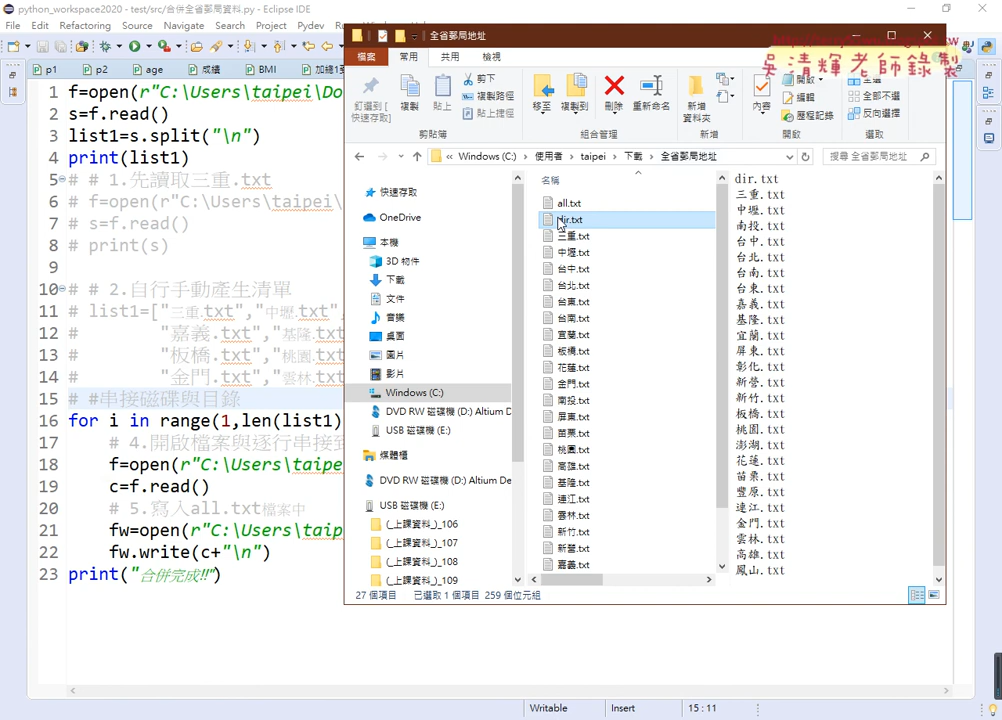 python_workspace2020 - test/src/合併全省郵局資料.py - Eclipse IDE
File Edit Refactoring Source Navigate Search Project Pydev
p1 p2 age 成績 BMI
1 f=open(r"C:\Users\taipei\Do
2 s=f.read()
3 list1=s.split("\n")
4 print(list1)
5 # # 1.先讀取三重.txt
6 # f=open(r"C:\Users\taipei\
7 # s=f.read()
8 # print(s)
9
10 # # 2.自行手動產生清單
11 # list1=["三重.txt","中壢.txt",
12 # "嘉義.txt","基隆.txt
13 # "板橋.txt","桃園.txt
14 # "金門.txt","雲林.txt
15 # #串接磁碟與目錄
16 for i in range(1,len(list1)
17 # 4.開啟檔案與逐行串接到
18 f=open(r"C:\Users\taipe
19 c=f.read()
20 # 5.寫入all.txt檔案中
21 fw=open(r"C:\Users\taip
22 fw.write(c+"\n")
23 print("合併完成!!")
Writable Insert 15 : 11
全省郵局地址
吳清輝老師錄製
檔案 常用 共用 檢視
釘選到 [快速存取]
複製
貼上
剪下
複製路徑
貼上捷徑
剪貼簿
移至 複製到 刪除 重新命名
組合管理
新增資料夾
新增
內容
開啟
編輯
歷程記錄
開啟
全部不選
反向選擇
選取
« Windows (C:) › 使用者 › taipei › 下載 › 全省郵局地址
搜尋 全省郵局地址
快速存取
OneDrive
本機
3D 物件
下載
文件
音樂
桌面
圖片
影片
Windows (C:)
DVD RW 磁碟機 (D:) Altium D
USB 磁碟機 (E:)
媒體櫃
DVD RW 磁碟機 (D:) Altium De
USB 磁碟機 (E:)
(_上課資料_)_106
(_上課資料_)_107
(_上課資料_)_108
(_上課資料_)_109
名稱
all.txt
dir.txt
三重.txt
中壢.txt
台中.txt
台北.txt
台東.txt
台南.txt
宜蘭.txt
板橋.txt
花蓮.txt
金門.txt
南投.txt
屏東.txt
苗栗.txt
桃園.txt
高雄.txt
基隆.txt
連江.txt
雲林.txt
新竹.txt
新營.txt
嘉義.txt
dir.txt
三重.txt
中壢.txt
南投.txt
台中.txt
台北.txt
台南.txt
台東.txt
嘉義.txt
基隆.txt
宜蘭.txt
屏東.txt
彰化.txt
新營.txt
新竹.txt
板橋.txt
桃園.txt
澎湖.txt
花蓮.txt
苗栗.txt
豐原.txt
連江.txt
金門.txt
雲林.txt
高雄.txt
鳳山.txt
27 個項目 已選取 1 個項目 259 個位元組